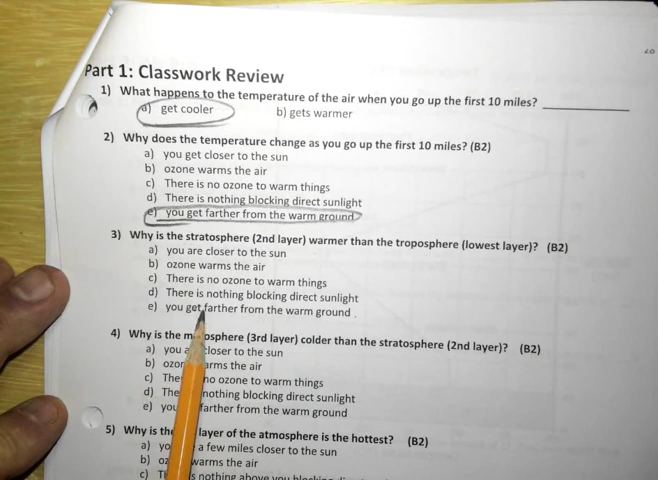 Part 1: Classwork Review
1) What happens to the temperature of the air when you go up the first 10 miles?
a) get cooler b) gets warmer
2) Why does the temperature change as you go up the first 10 miles? (B2)
a) you get closer to the sun
b) ozone warms the air
c) There is no ozone to warm things
d) There is nothing blocking direct sunlight
e) you get farther from the warm ground
3) Why is the stratosphere (2nd layer) warmer than the troposphere (lowest layer)? (B2)
a) you are closer to the sun
b) ozone warms the air
c) There is no ozone to warm things
d) There is nothing blocking direct sunlight
e) you get farther from the warm ground .
4) Why is the osphere (3rd layer) colder than the stratosphere (2nd layer)? (B2)
a) you closer to the sun
b) the air
c) no ozone to warm things
d) nothing blocking direct sunlight
e) farther from the warm ground
5) Why is layer of the atmosphere is the hottest? (B2)
a) a few miles closer to the sun
b) warms the air
c) nothing above you